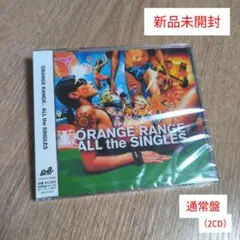 新品未開封
ORANGE RANGE
ALL the SINGLES
ORANGE RANGE ALL the SINGLES
通常盤
(2CD)